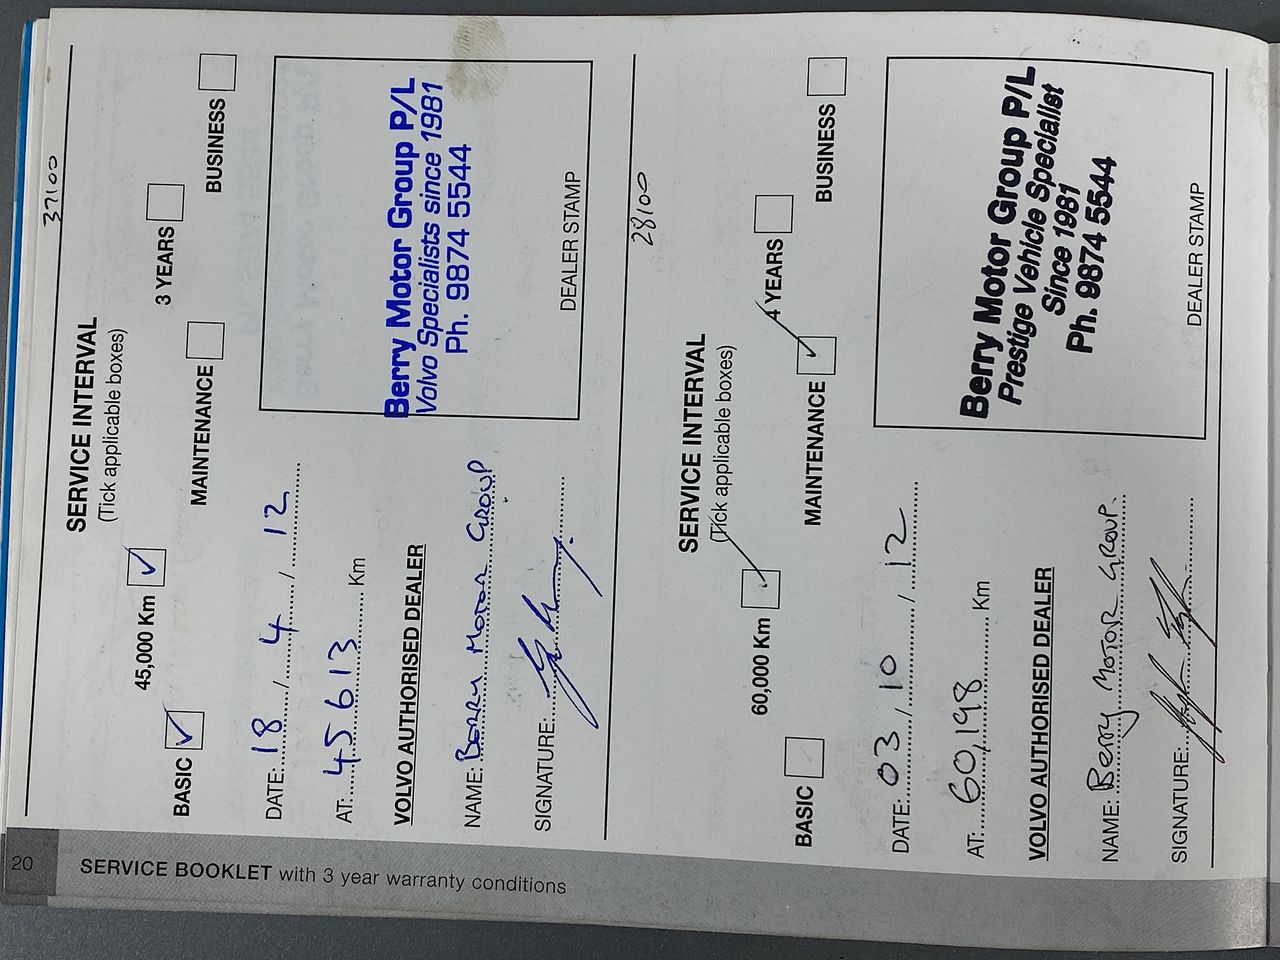 37100
SERVICE INTERVAL
(Tick applicable boxes)
45,000 Km ✓ 3 YEARS
BASIC ✓ MAINTENANCE BUSINESS
DATE: 18 / 4 / 12
AT: 45613 Km
VOLVO AUTHORISED DEALER
NAME: BERRY MOTOR GROUP
SIGNATURE:
Berry Motor Group P/L
Volvo Specialists since 1981
Ph. 9874 5544
DEALER STAMP
28100
SERVICE INTERVAL
(Tick applicable boxes)
60,000 Km ✓ 4 YEARS
BASIC MAINTENANCE ✓ BUSINESS
DATE: 03 / 10 / 12
AT: 60,198 Km
VOLVO AUTHORISED DEALER
NAME: Berry Motor Group.
SIGNATURE:
Berry Motor Group P/L
Prestige Vehicle Specialist
Since 1981
Ph. 9874 5544
DEALER STAMP
20 SERVICE BOOKLET with 3 year warranty conditions